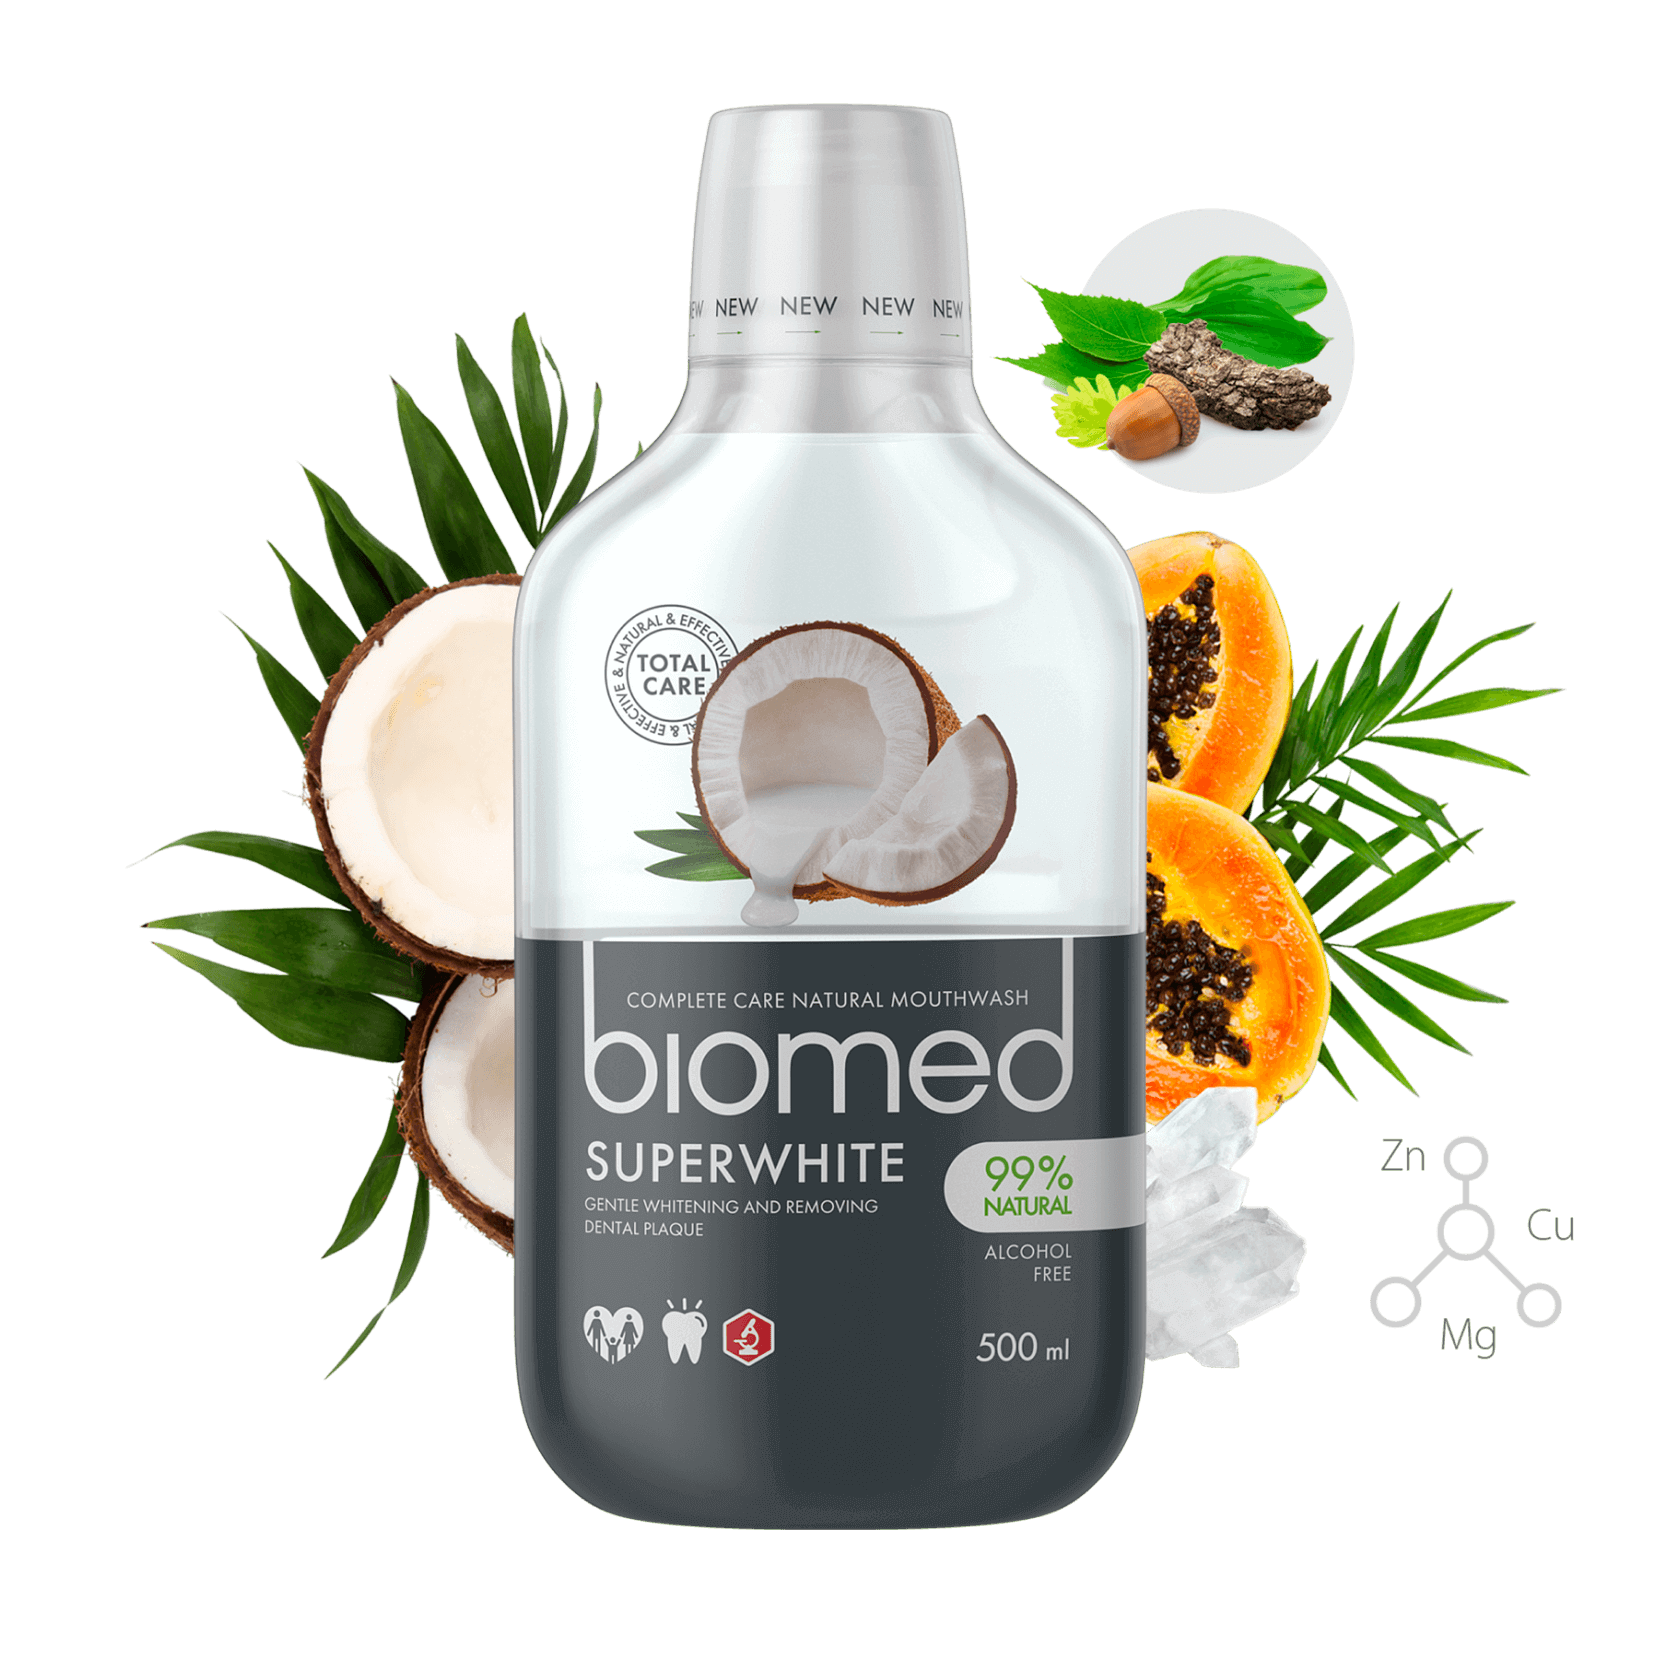 NEW NEW NEW NEW
NATURAL & EFFECTIVE
& EFFECTIVE &
TOTAL
CARE
COMPLETE CARE NATURAL MOUTHWASH
biomed
SUPERWHITE
GENTLE WHITENING AND REMOVING
DENTAL PLAQUE
99%
NATURAL
ALCOHOL
FREE
500 ml
Zn
Cu
Mg